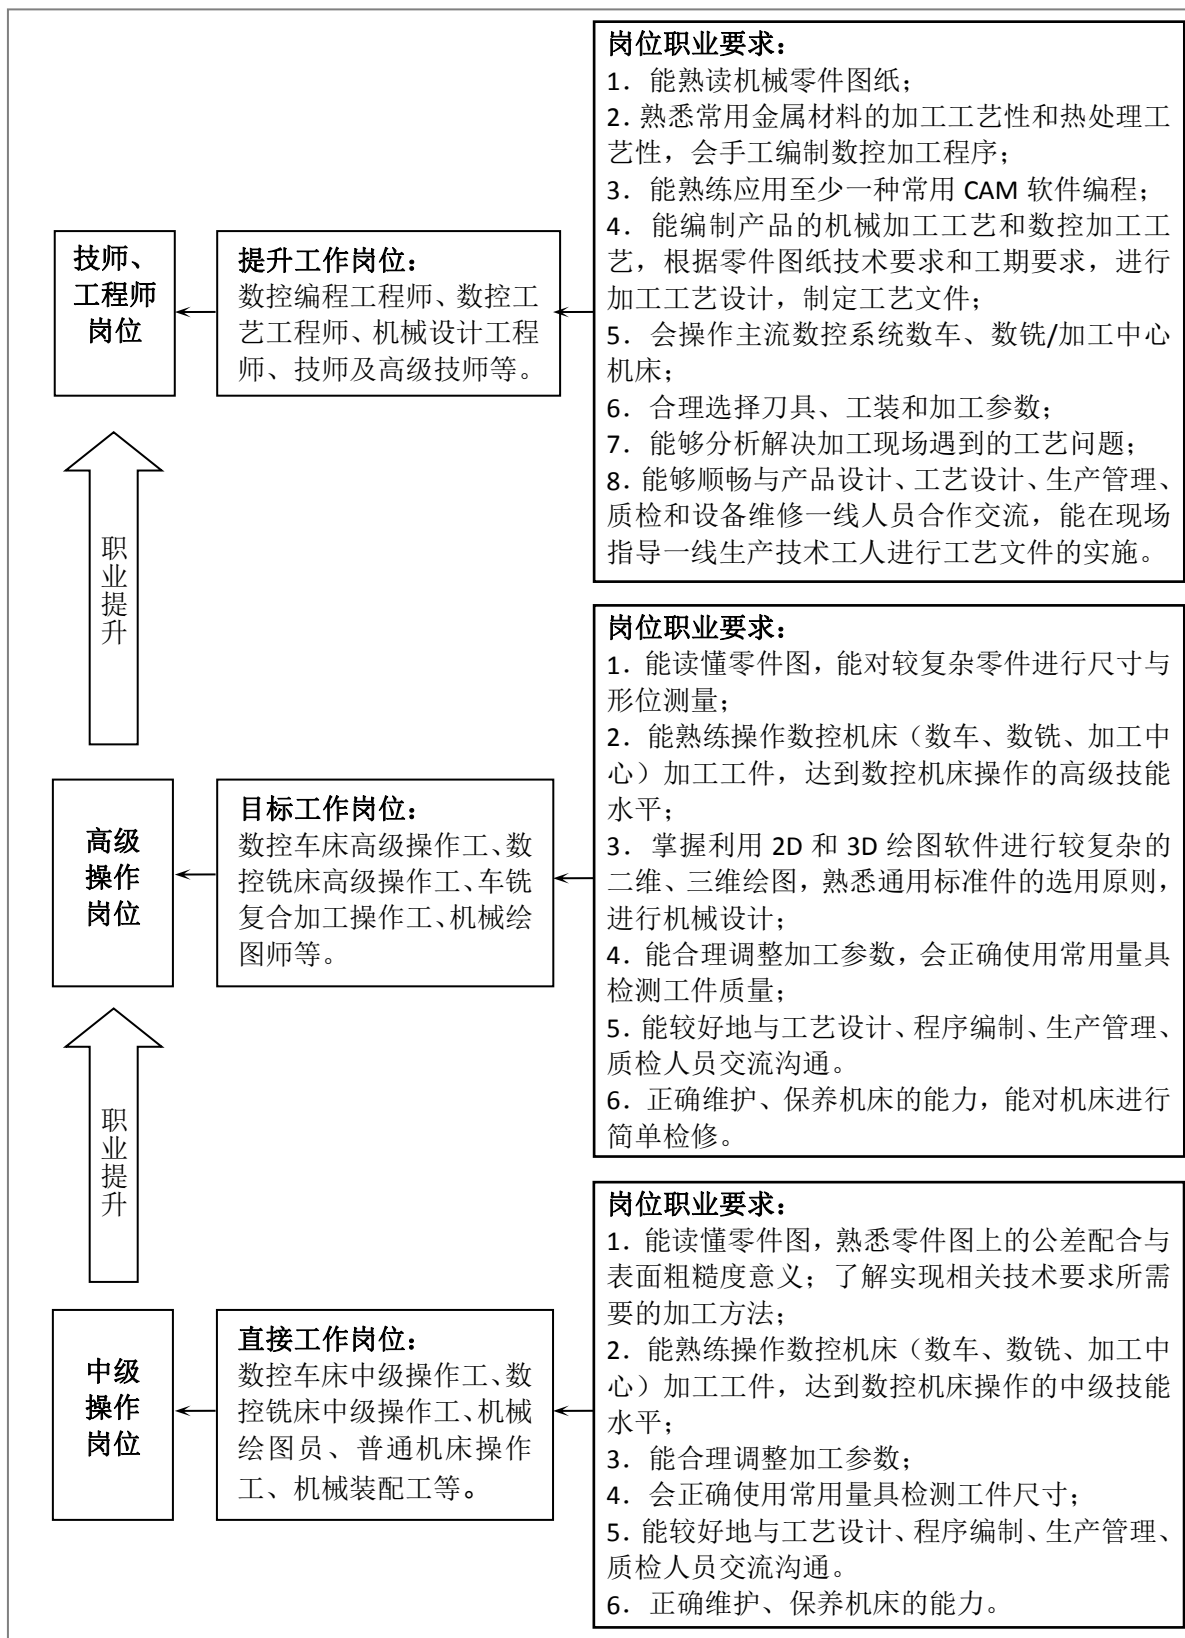 岗位职业要求：
1．能熟读机械零件图纸；
2．熟悉常用金属材料的加工工艺性和热处理工
艺性，会手工编制数控加工程序；
3．能熟练应用至少一种常用 CAM 软件编程；
4．能编制产品的机械加工工艺和数控加工工
艺，根据零件图纸技术要求和工期要求，进行
加工工艺设计，制定工艺文件；
5．会操作主流数控系统数车、数铣/加工中心
机床；
6．合理选择刀具、工装和加工参数；
7．能够分析解决加工现场遇到的工艺问题；
8．能够顺畅与产品设计、工艺设计、生产管理、
质检和设备维修一线人员合作交流，能在现场
指导一线生产技术工人进行工艺文件的实施。
技师、
工程师
岗位
提升工作岗位：
数控编程工程师、数控工
艺工程师、机械设计工程
师、技师及高级技师等。
职
业
提
升
岗位职业要求：
1．能读懂零件图，能对较复杂零件进行尺寸与
形位测量；
2．能熟练操作数控机床（数车、数铣、加工中
心）加工工件，达到数控机床操作的高级技能
水平；
3．掌握利用 2D 和 3D 绘图软件进行较复杂的
二维、三维绘图，熟悉通用标准件的选用原则，
进行机械设计；
4．能合理调整加工参数，会正确使用常用量具
检测工件质量；
5．能较好地与工艺设计、程序编制、生产管理、
质检人员交流沟通。
6．正确维护、保养机床的能力，能对机床进行
简单检修。
高级
操作
岗位
目标工作岗位：
数控车床高级操作工、数
控铣床高级操作工、车铣
复合加工操作工、机械绘
图师等。
职
业
提
升
岗位职业要求：
1．能读懂零件图，熟悉零件图上的公差配合与
表面粗糙度意义；了解实现相关技术要求所需
要的加工方法；
2．能熟练操作数控机床（数车、数铣、加工中
心）加工工件，达到数控机床操作的中级技能
水平；
3．能合理调整加工参数；
4．会正确使用常用量具检测工件尺寸；
5．能较好地与工艺设计、程序编制、生产管理、
质检人员交流沟通。
6．正确维护、保养机床的能力。
中级
操作
岗位
直接工作岗位：
数控车床中级操作工、数
控铣床中级操作工、机械
绘图员、普通机床操作
工、机械装配工等。